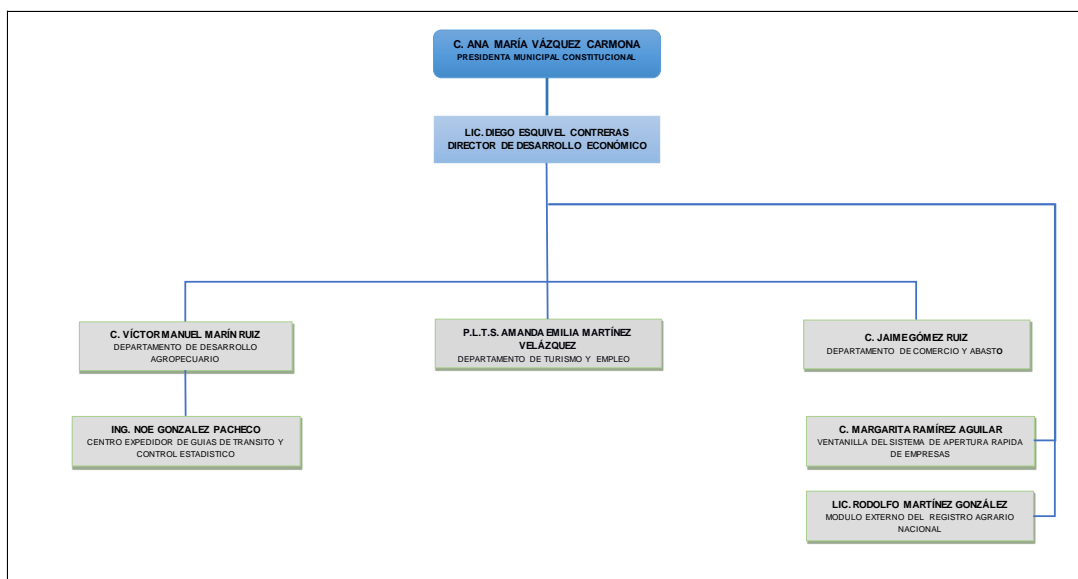 C. ANA MARÍA VÁZQUEZ CARMONA
PRESIDENTA MUNICIPAL CONSTITUCIONAL
LIC. DIEGO ESQUIVEL CONTRERAS
DIRECTOR DE DESARROLLO ECONÓMICO
C. VÍCTOR MANUEL MARÍN RUIZ
DEPARTAMENTO DE DESARROLLO
AGROPECUARIO
P.L.T.S. AMANDA EMILIA MARTÍNEZ
VELÁZQUEZ
DEPARTAMENTO DE TURISMO Y EMPLEO
C. JAIME GÓMEZ RUIZ
DEPARTAMENTO DE COMERCIO Y ABASTO
ING. NOE GONZALEZ PACHECO
CENTRO EXPEDIDOR DE GUIAS DE TRANSITO Y
CONTROL ESTADISTICO
C. MARGARITA RAMÍREZ AGUILAR
VENTANILLA DEL SISTEMA DE APERTURA RAPIDA
DE EMPRESAS
LIC. RODOLFO MARTÍNEZ GONZÁLEZ
MODULO EXTERNO DEL REGISTRO AGRARIO
NACIONAL